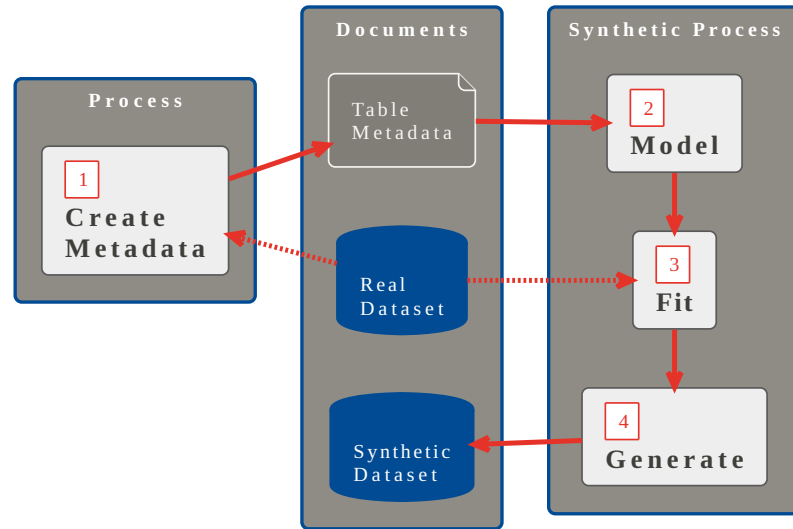 Process
1
Create
Metadata
Documents
Table
Metadata
Real
Dataset
Synthetic
Dataset
Synthetic Process
2
Model
3
Fit
4
Generate